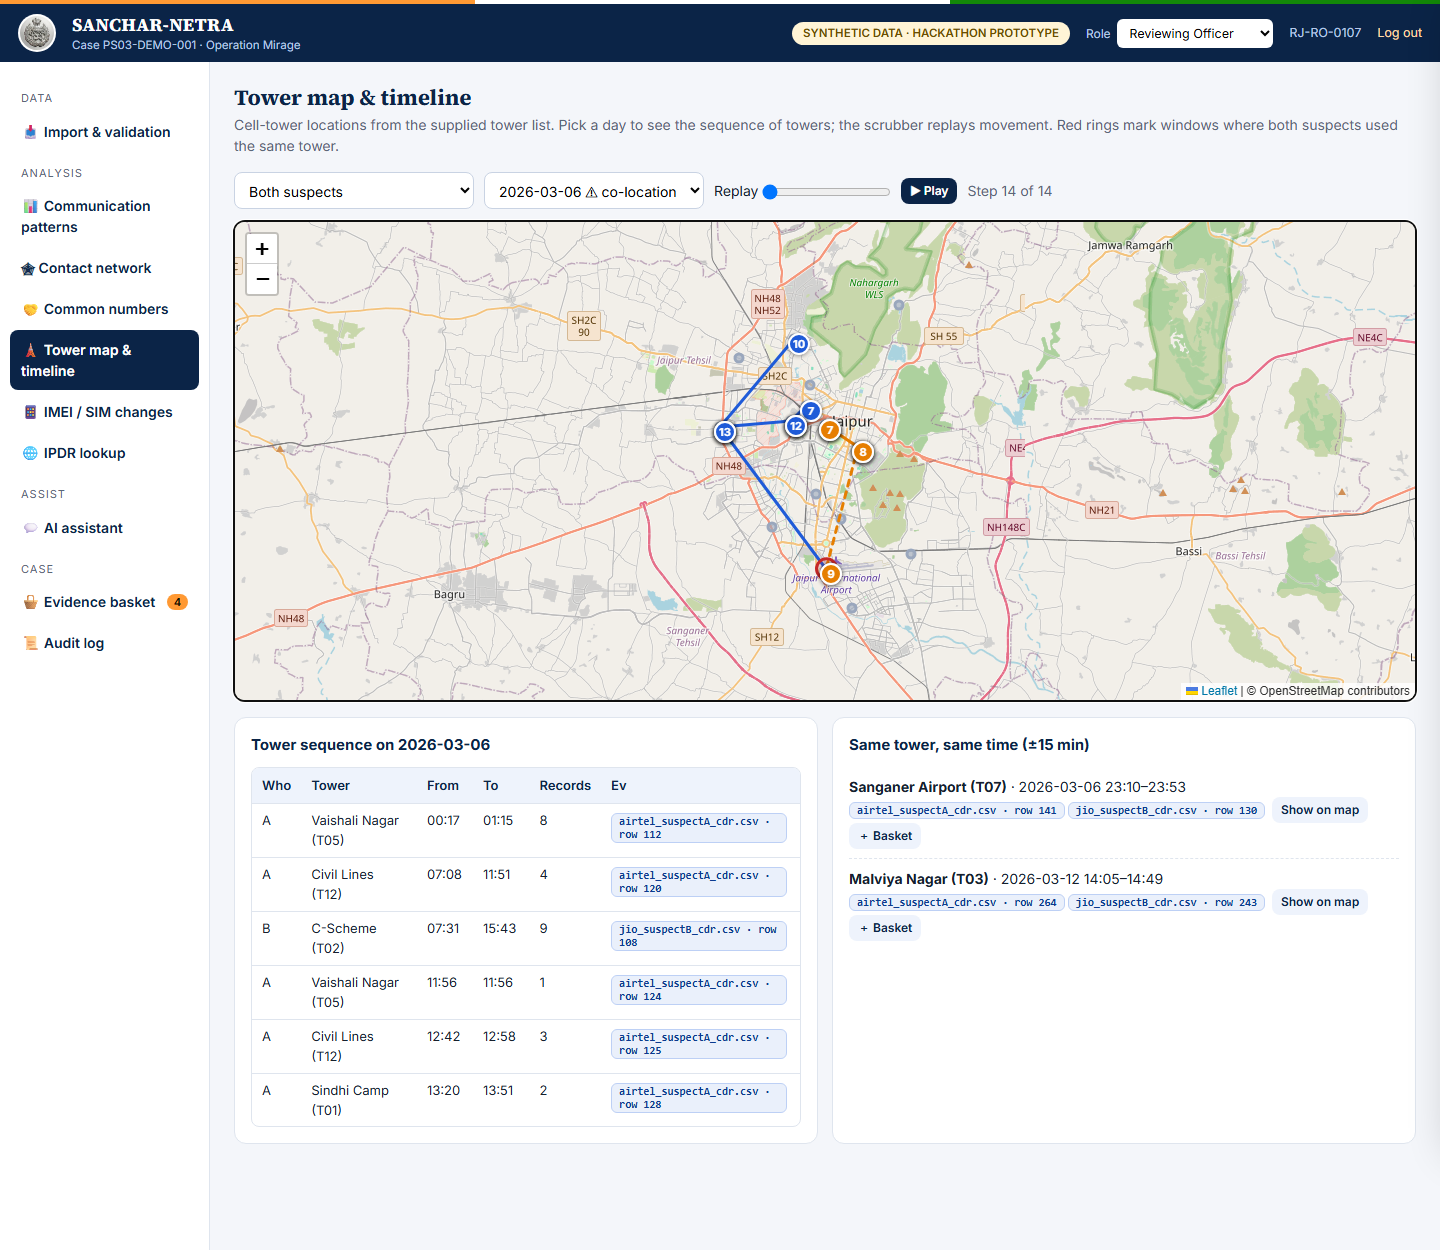 SANCHAR-NETRA
Case PS03-DEMO-001 · Operation Mirage
SYNTHETIC DATA · HACKATHON PROTOTYPE
Role
Reviewing Officer
RJ-RO-0107
Log out
DATA
Import & validation
ANALYSIS
Communication
patterns
Contact network
Common numbers
Tower map &
timeline
IMEI / SIM changes
IPDR lookup
ASSIST
AI assistant
CASE
Evidence basket 4
Audit log
Tower map & timeline
Cell-tower locations from the supplied tower list. Pick a day to see the sequence of towers; the scrubber replays movement. Red rings mark windows where both suspects used
the same tower.
Both suspects
2026-03-06 ⚠ co-location
Replay
▶ Play
Step 14 of 14
+
−
Jamwa Ramgarh
Nahargarh
WLS
NH48
NH52
SH2C
90
SH 55
NE4C
10
Jaipur Tehsil
SH2C
7
Jaipur
12
7
13
8
NE4
NH48
NH21
NH148C
Bassi
Bassi Tehsil
9
Jaipur International
Airport
Bagru
NH48
Sanganer
Tehsil
SH12
Leaflet | © OpenStreetMap contributors
Tower sequence on 2026-03-06
Who Tower From To Records Ev
A Vaishali Nagar 00:17 01:15 8 airtel_suspectA_cdr.csv ·
(T05) row 112
A Civil Lines 07:08 11:51 4 airtel_suspectA_cdr.csv ·
(T12) row 120
B C-Scheme 07:31 15:43 9 jio_suspectB_cdr.csv · row
(T02) 108
A Vaishali Nagar 11:56 11:56 1 airtel_suspectA_cdr.csv ·
(T05) row 124
A Civil Lines 12:42 12:58 3 airtel_suspectA_cdr.csv ·
(T12) row 125
A Sindhi Camp 13:20 13:51 2 airtel_suspectA_cdr.csv ·
(T01) row 128
Same tower, same time (±15 min)
Sanganer Airport (T07) · 2026-03-06 23:10–23:53
airtel_suspectA_cdr.csv · row 141 jio_suspectB_cdr.csv · row 130 Show on map
+ Basket
Malviya Nagar (T03) · 2026-03-12 14:05–14:49
airtel_suspectA_cdr.csv · row 264 jio_suspectB_cdr.csv · row 243 Show on map
+ Basket